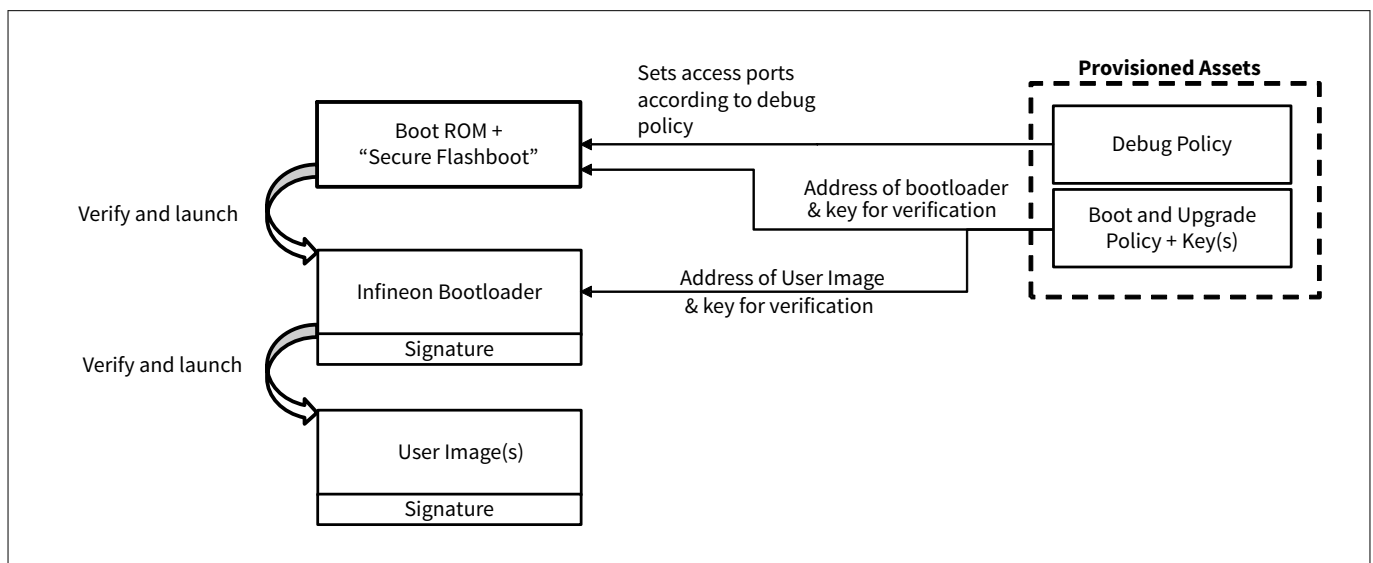 Provisioned Assets
Sets access ports
according to debug
policy
Boot ROM +
“Secure Flashboot”
Debug Policy
Verify and launch
Address of bootloader
& key for verification
Boot and Upgrade
Policy + Key(s)
Infineon Bootloader
Address of User Image
& key for verification
Signature
Verify and launch
User Image(s)
Signature